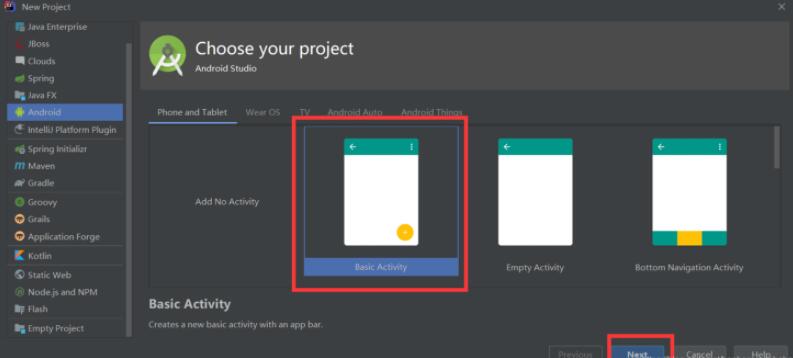 New Project
Java Enterprise
JBoss
Clouds
Spring
Java FX
Android
IntelliJ Platform Plugin
Spring Initializr
Maven
Gradle
Groovy
Grails
Application Forge
Kotlin
Static Web
Node.js and NPM
Flash
Empty Project
Choose your project
Android Studio
Phone and Tablet Wear OS TV Android Auto Android Things
Add No Activity
Basic Activity
Empty Activity
Bottom Navigation Activity
Basic Activity
Creates a new basic activity with an app bar.
Previous Next Cancel Help